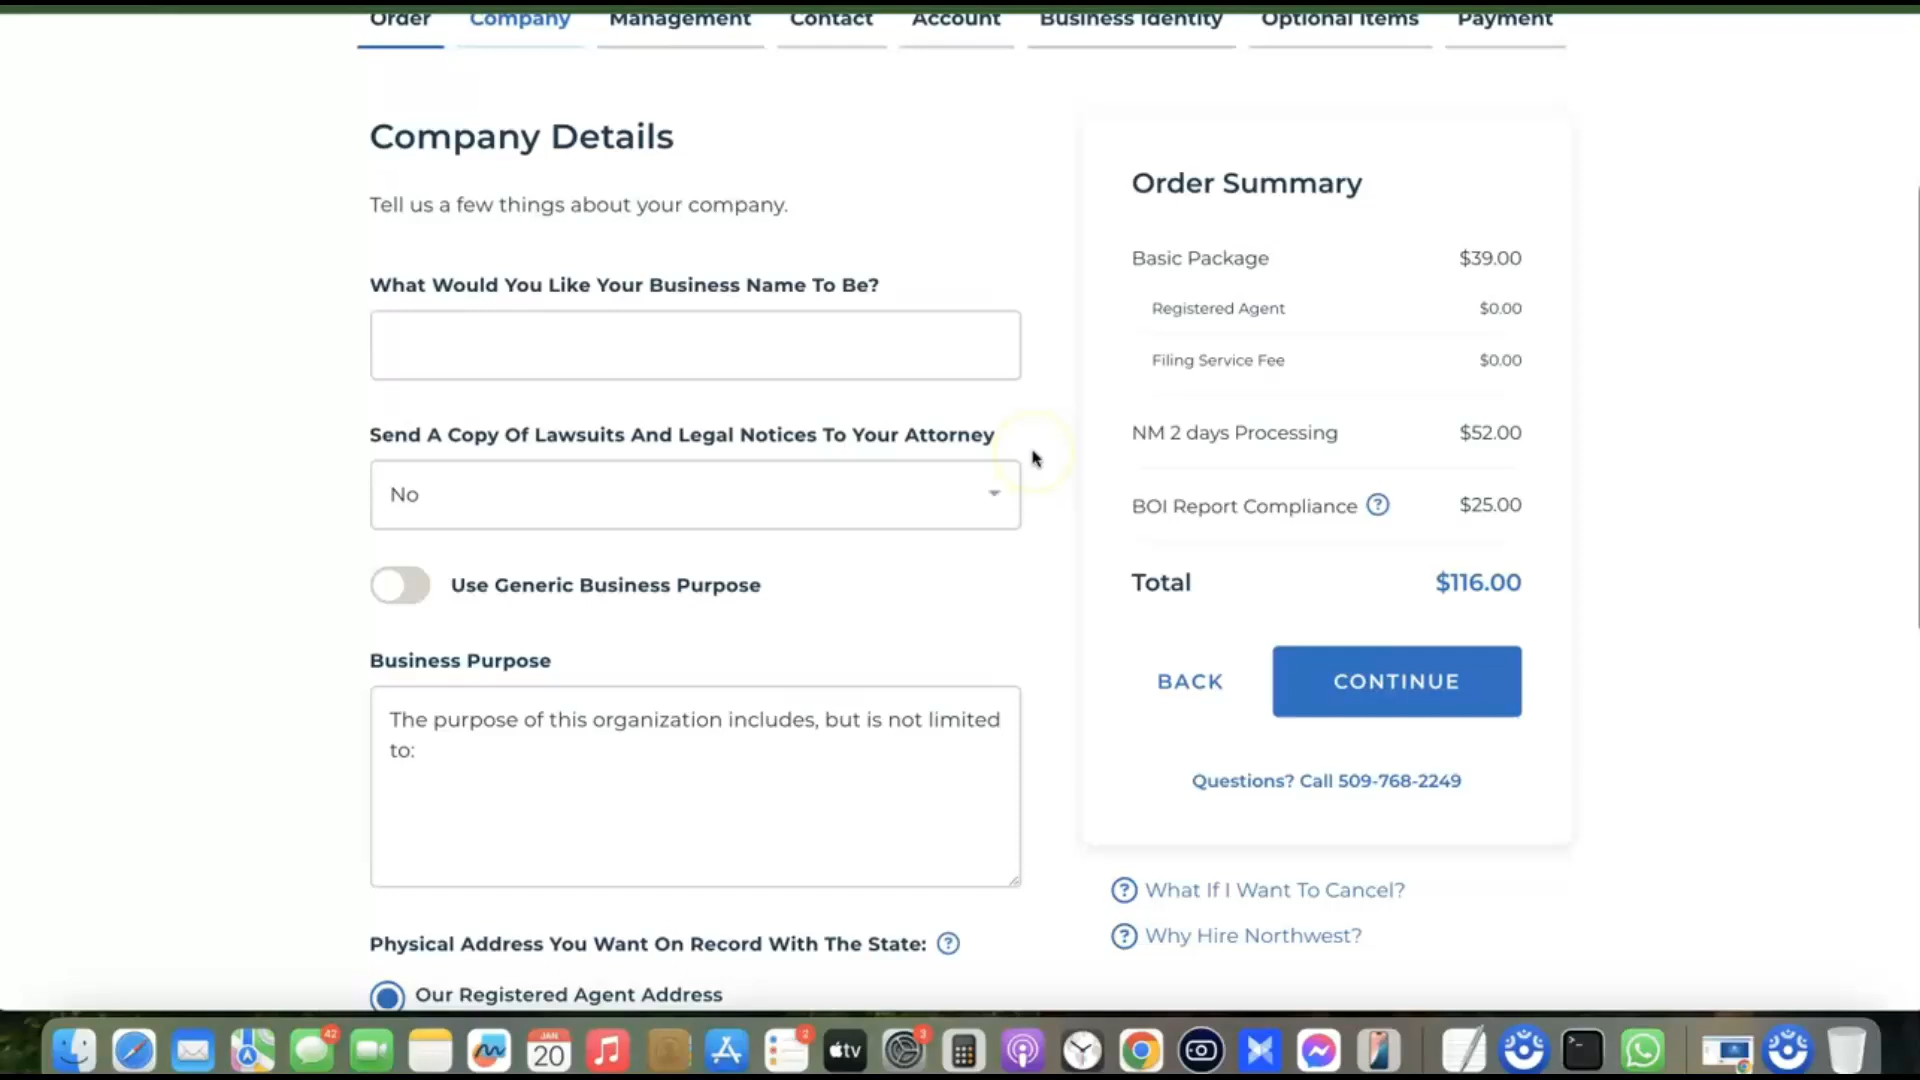 Order Company Management Contact Account Business Identity Optional Items Payment
Company Details
Tell us a few things about your company.
What Would You Like Your Business Name To Be?
Send A Copy Of Lawsuits And Legal Notices To Your Attorney
No
Use Generic Business Purpose
Business Purpose
The purpose of this organization includes, but is not limited
to:
Physical Address You Want On Record With The State: ?
Our Registered Agent Address
Order Summary
Basic Package $39.00
Registered Agent $0.00
Filing Service Fee $0.00
NM 2 days Processing $52.00
BOI Report Compliance ? $25.00
Total $116.00
BACK CONTINUE
Questions? Call 509-768-2249
? What If I Want To Cancel?
? Why Hire Northwest?
42
JAN
20
2
tv
3